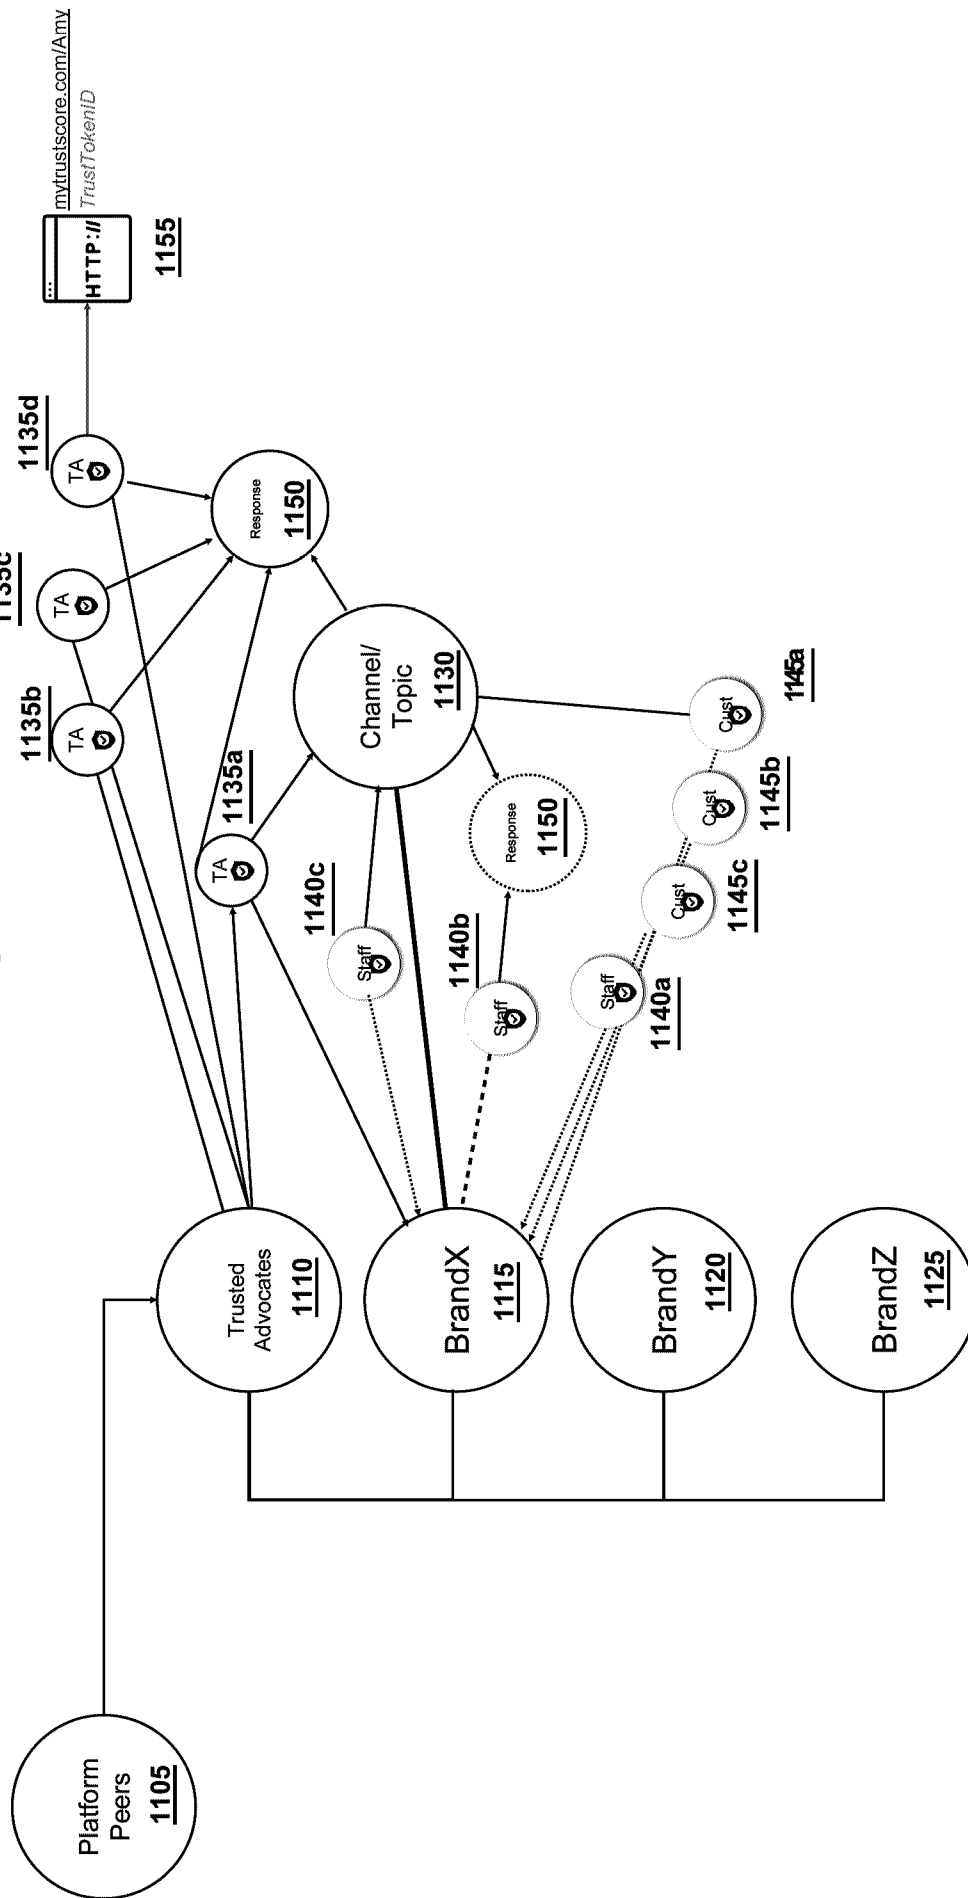 mytrustscore.com/Amy
TrustTokenID
HTTP://
1155
1135d
TA
1135c
TA
1135b
TA
Response
1150
1135a
TA
Channel/
Topic
1130
1140c
Staff
Response
1150
1140b
Staff
1145a
Cust
1145b
Cust
1145c
Cust
1140a
Staff
Trusted
Advocates
1110
BrandX
1115
BrandY
1120
BrandZ
1125
Platform
Peers
1105